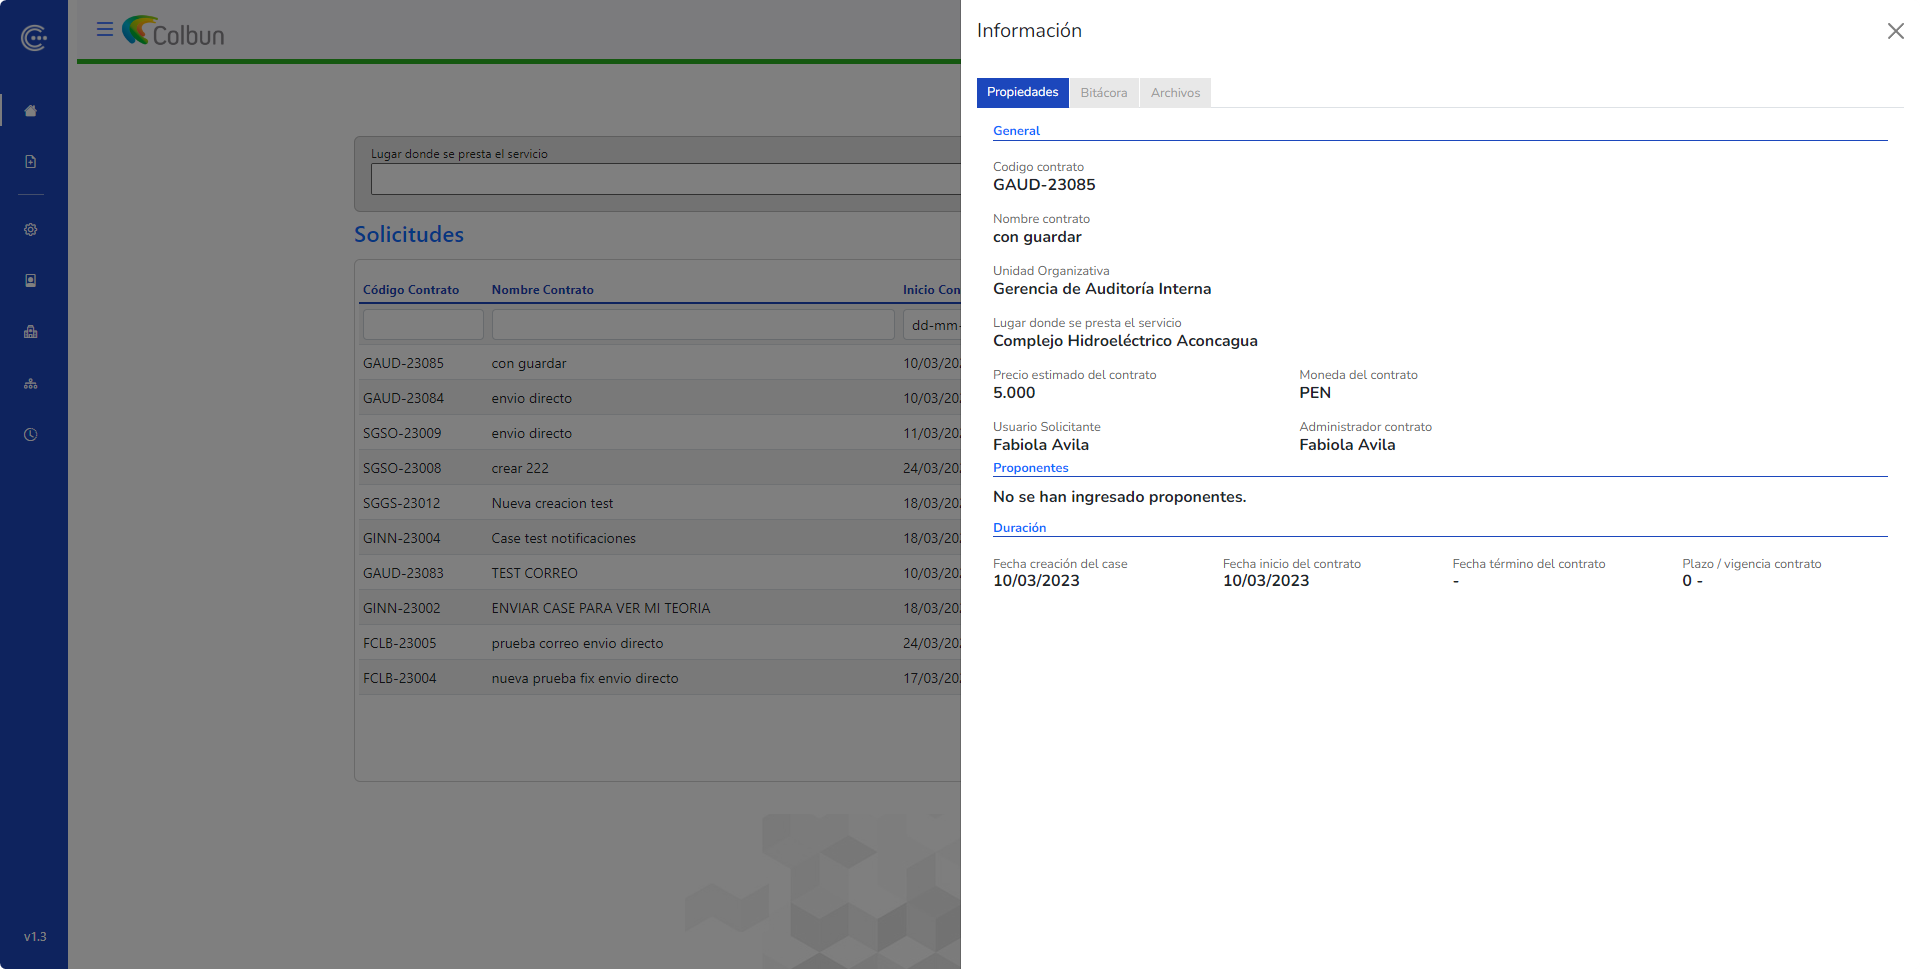 Colbun
Lugar donde se presta el servicio
Solicitudes
Código Contrato Nombre Contrato Inicio Con
dd-mm-
GAUD-23085 con guardar 10/03/20
GAUD-23084 envio directo 10/03/20
SGSO-23009 envio directo 11/03/20
SGSO-23008 crear 222 24/03/20
SGGS-23012 Nueva creacion test 18/03/20
GINN-23004 Case test notificaciones 18/03/20
GAUD-23083 TEST CORREO 10/03/20
GINN-23002 ENVIAR CASE PARA VER MI TEORIA 18/03/20
FCLB-23005 prueba correo envio directo 24/03/20
FCLB-23004 nueva prueba fix envio directo 17/03/20
v1.3
Información
Propiedades Bitácora Archivos
General
Codigo contrato
GAUD-23085
Nombre contrato
con guardar
Unidad Organizativa
Gerencia de Auditoría Interna
Lugar donde se presta el servicio
Complejo Hidroeléctrico Aconcagua
Precio estimado del contrato Moneda del contrato
5.000 PEN
Usuario Solicitante Administrador contrato
Fabiola Avila Fabiola Avila
Proponentes
No se han ingresado proponentes.
Duración
Fecha creación del case Fecha inicio del contrato Fecha término del contrato Plazo / vigencia contrato
10/03/2023 10/03/2023 - 0 -